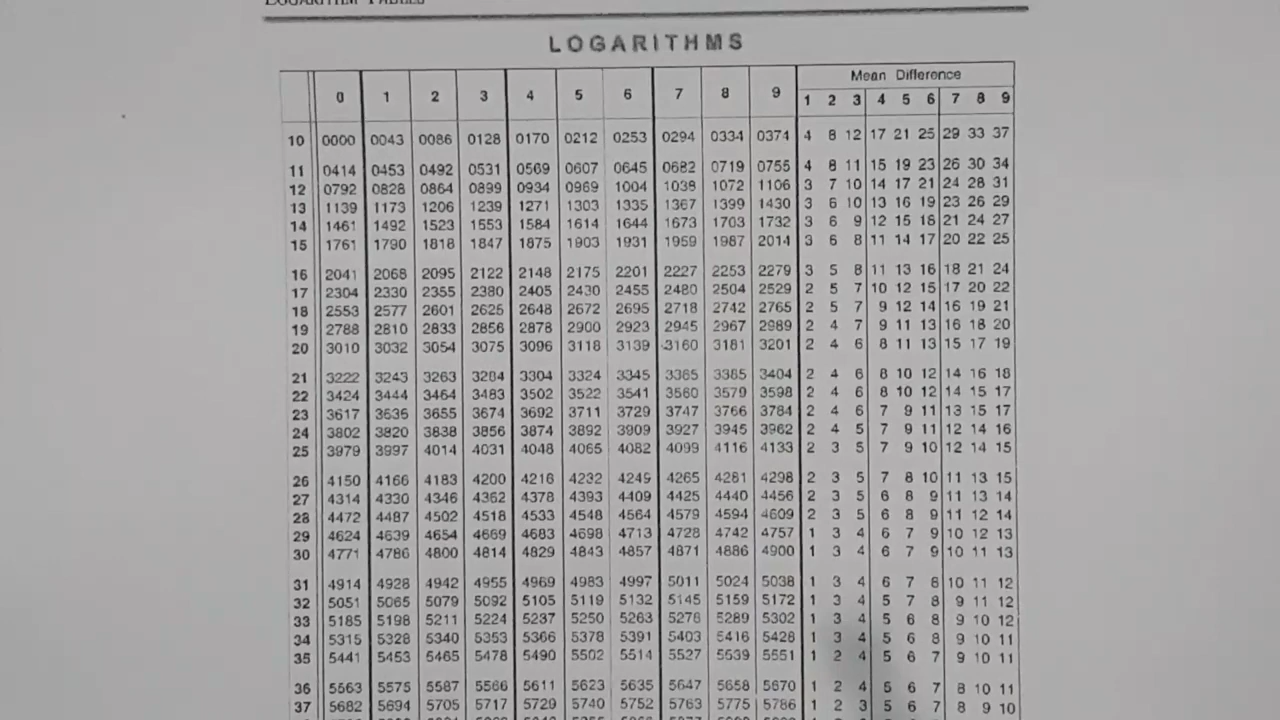 LOGARITHM TABLES
LOGARITHMS
Mean Difference
0 1 2 3 4 5 6 7 8 9 1 2 3 4 5 6 7 8 9
10 0000 0043 0086 0128 0170 0212 0253 0294 0334 0374 4 8 12 17 21 25 29 33 37
11 0414 0453 0492 0531 0569 0607 0645 0682 0719 0755 4 8 11 15 19 23 26 30 34
12 0792 0828 0864 0899 0934 0969 1004 1038 1072 1106 3 7 10 14 17 21 24 28 31
13 1139 1173 1206 1239 1271 1303 1335 1367 1399 1430 3 6 10 13 16 19 23 26 29
14 1461 1492 1523 1553 1584 1614 1644 1673 1703 1732 3 6 9 12 15 18 21 24 27
15 1761 1790 1818 1847 1875 1903 1931 1959 1987 2014 3 6 8 11 14 17 20 22 25
16 2041 2068 2095 2122 2148 2175 2201 2227 2253 2279 3 5 8 11 13 16 18 21 24
17 2304 2330 2355 2380 2405 2430 2455 2480 2504 2529 2 5 7 10 12 15 17 20 22
18 2553 2577 2601 2625 2648 2672 2695 2718 2742 2765 2 5 7 9 12 14 16 19 21
19 2788 2810 2833 2856 2878 2900 2923 2945 2967 2989 2 4 7 9 11 13 16 18 20
20 3010 3032 3054 3075 3096 3118 3139 3160 3181 3201 2 4 6 8 11 13 15 17 19
21 3222 3243 3263 3284 3304 3324 3345 3365 3385 3404 2 4 6 8 10 12 14 16 18
22 3424 3444 3464 3483 3502 3522 3541 3560 3579 3598 2 4 6 8 10 12 14 15 17
23 3617 3636 3655 3674 3692 3711 3729 3747 3766 3784 2 4 6 7 9 11 13 15 17
24 3802 3820 3838 3856 3874 3892 3909 3927 3945 3962 2 4 5 7 9 11 12 14 16
25 3979 3997 4014 4031 4048 4065 4082 4099 4116 4133 2 3 5 7 9 10 12 14 15
26 4150 4166 4183 4200 4216 4232 4249 4265 4281 4298 2 3 5 7 8 10 11 13 15
27 4314 4330 4346 4362 4378 4393 4409 4425 4440 4456 2 3 5 6 8 9 11 13 14
28 4472 4487 4502 4518 4533 4548 4564 4579 4594 4609 2 3 5 6 8 9 11 12 14
29 4624 4639 4654 4669 4683 4698 4713 4728 4742 4757 1 3 4 6 7 9 10 12 13
30 4771 4786 4800 4814 4829 4843 4857 4871 4886 4900 1 3 4 6 7 9 10 11 13
31 4914 4928 4942 4955 4969 4983 4997 5011 5024 5038 1 3 4 6 7 8 10 11 12
32 5051 5065 5079 5092 5105 5119 5132 5145 5159 5172 1 3 4 5 7 8 9 11 12
33 5185 5198 5211 5224 5237 5250 5263 5276 5289 5302 1 3 4 5 6 8 9 10 12
34 5315 5328 5340 5353 5366 5378 5391 5403 5416 5428 1 3 4 5 6 8 9 10 11
35 5441 5453 5465 5478 5490 5502 5514 5527 5539 5551 1 2 4 5 6 7 9 10 11
36 5563 5575 5587 5566 5611 5623 5635 5647 5658 5670 1 2 4 5 6 7 8 10 11
37 5682 5694 5705 5717 5729 5740 5752 5763 5775 5786 1 2 3 5 6 7 8 9 10